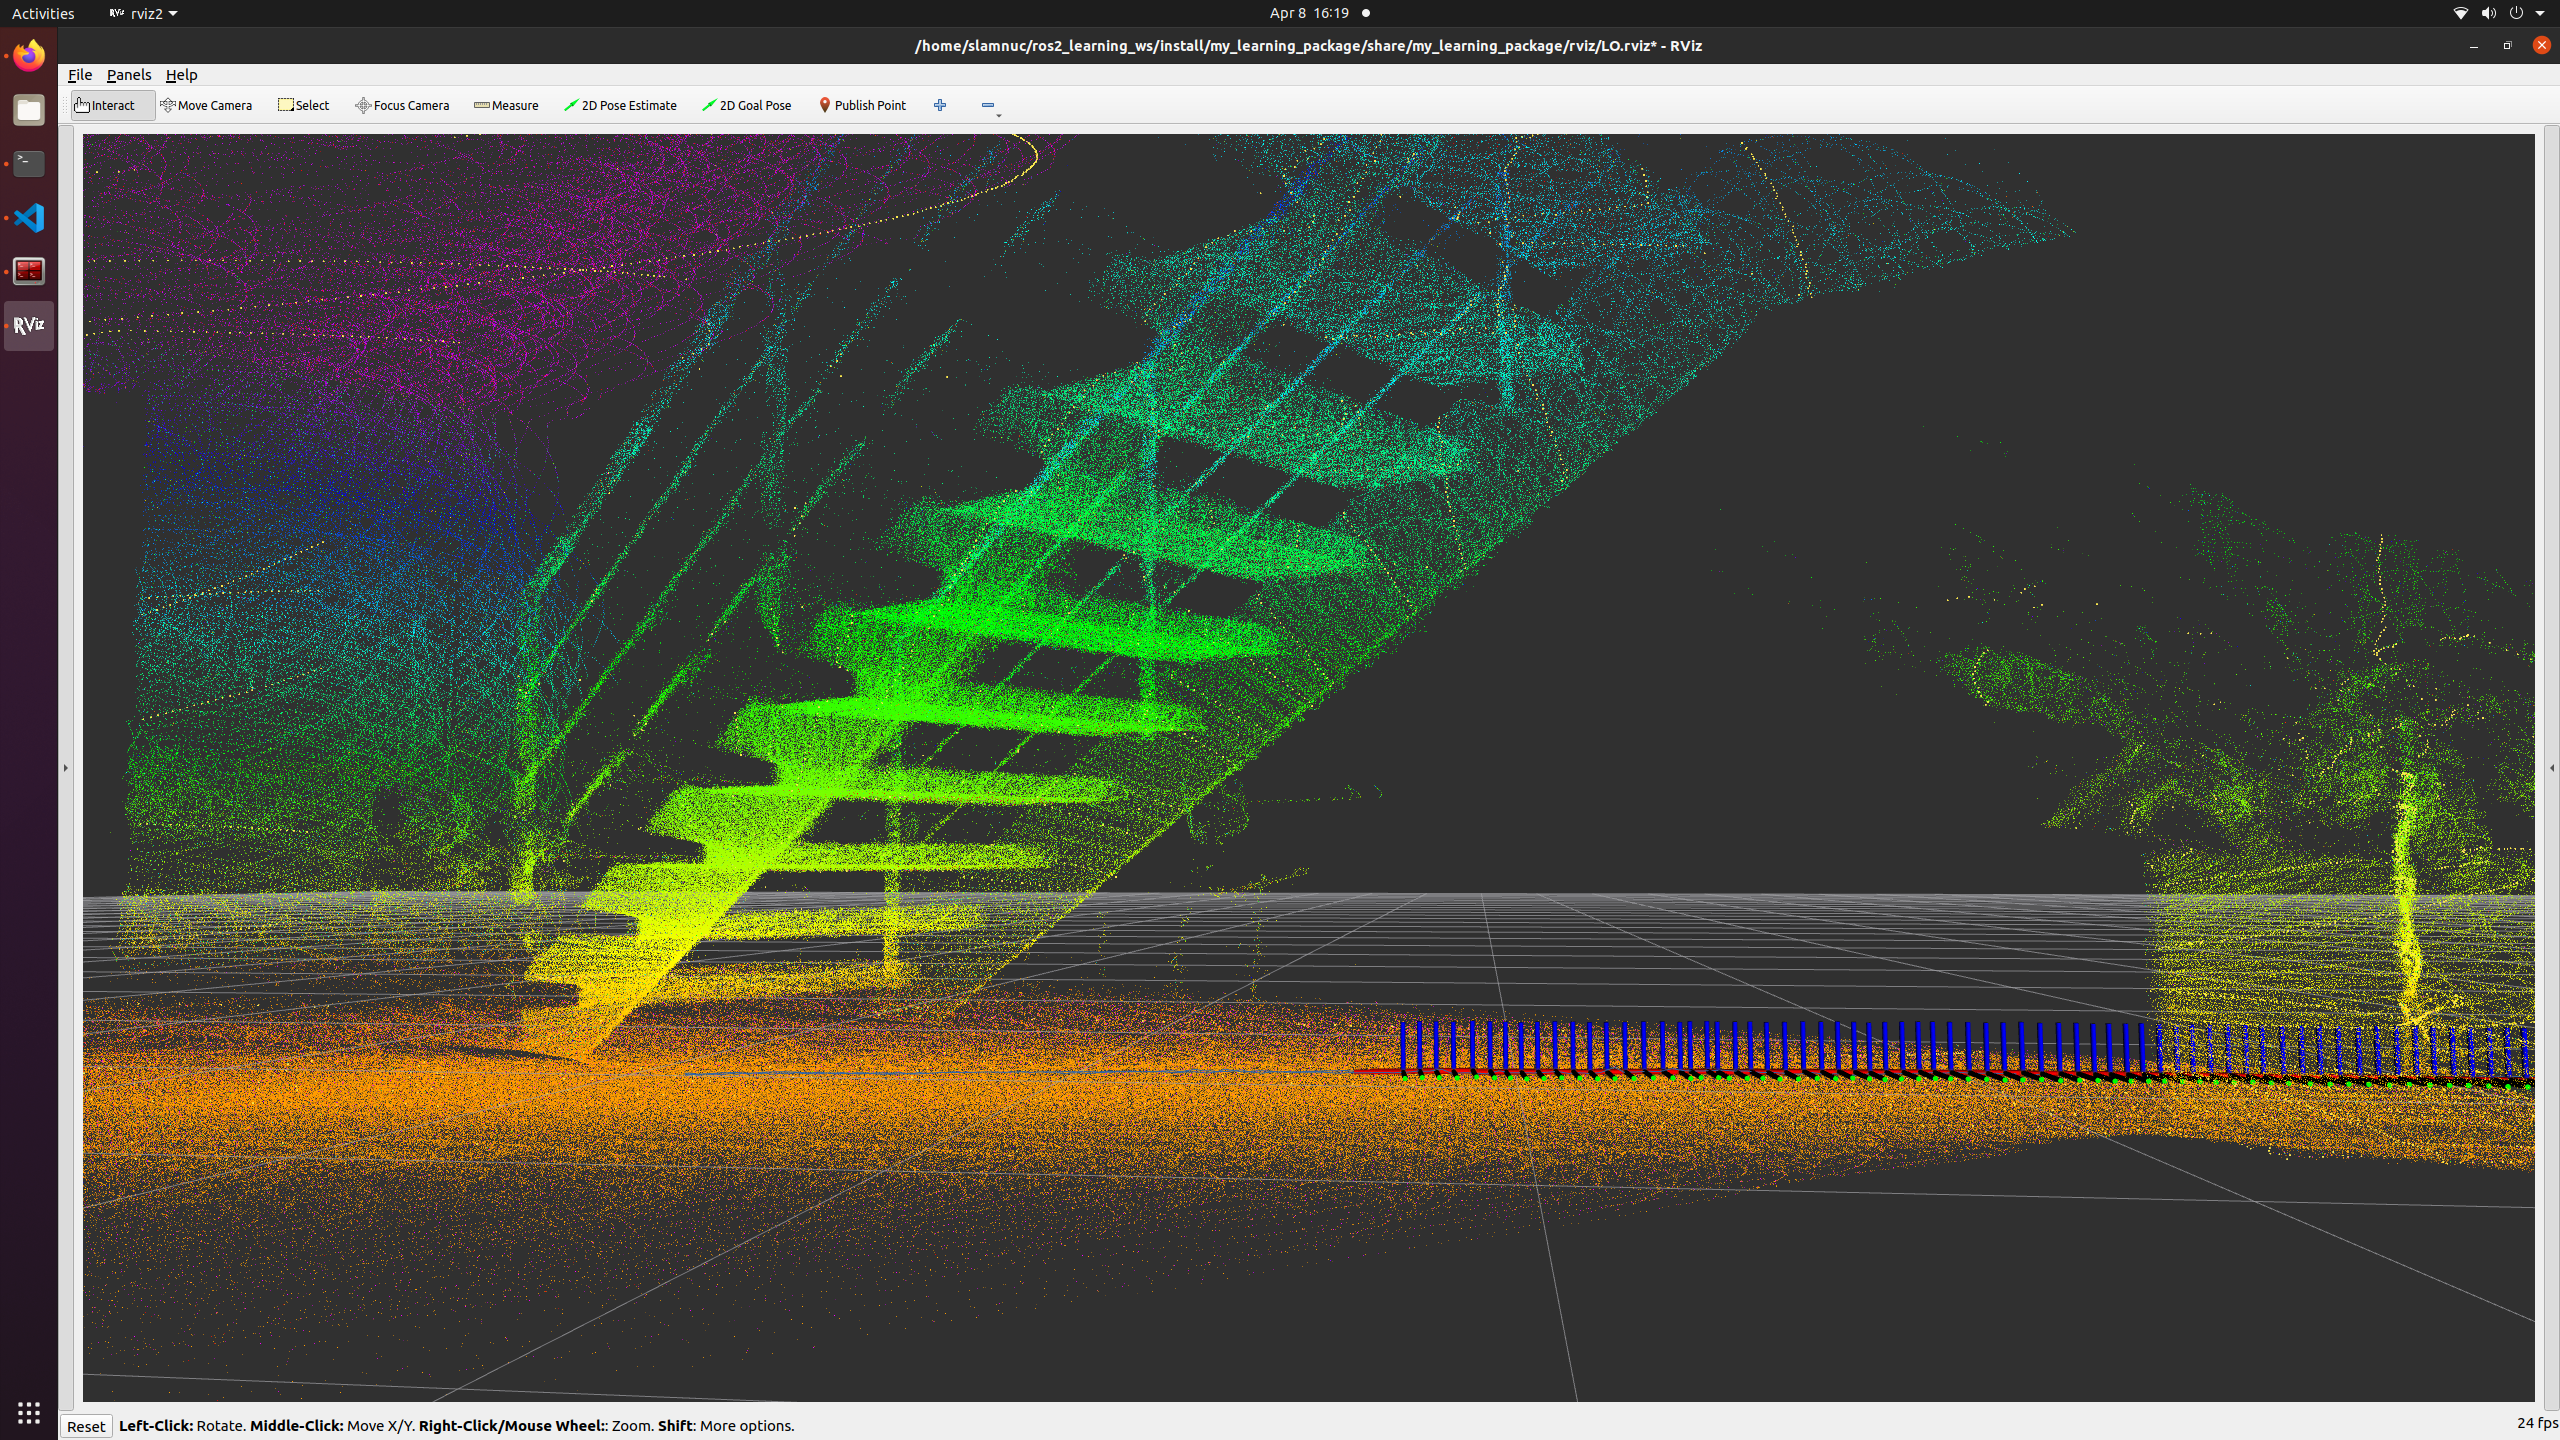 Activities
RViz rviz2
Apr 8 16:19
/home/slamnuc/ros2_learning_ws/install/my_learning_package/share/my_learning_package/rviz/LO.rviz* - RViz
File Panels Help
Interact Move Camera Select Focus Camera Measure 2D Pose Estimate 2D Goal Pose Publish Point
RViz
Reset Left-Click: Rotate. Middle-Click: Move X/Y. Right-Click/Mouse Wheel:: Zoom. Shift: More options.
24 fps